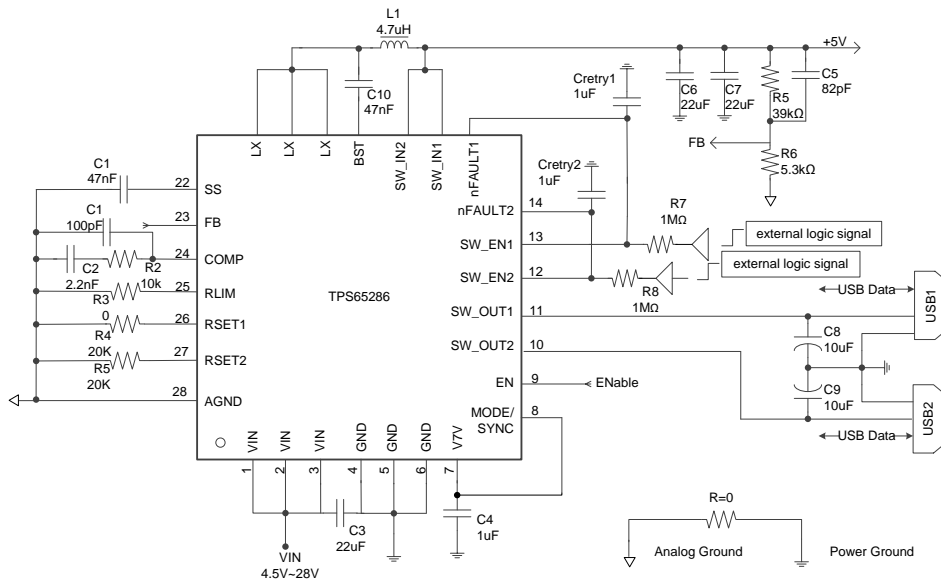 L1
4.7uH
+5V
C10
47nF
Cretry1
1uF
C6
22uF
C7
22uF
R5
39kΩ
C5
82pF
FB
R6
5.3kΩ
LX
LX
LX
BST
SW_IN2
SW_IN1
nFAULT1
Cretry2
1uF
C1
47nF
22
SS
23
FB
C1
100pF
24
COMP
C2
2.2nF
R2
10k
25
RLIM
R3
0
26
RSET1
R4
20K
27
RSET2
R5
20K
28
AGND
TPS65286
nFAULT2
14
SW_EN1
13
R7
1MΩ
external logic signal
SW_EN2
12
R8
1MΩ
external logic signal
USB Data
USB1
SW_OUT1
11
C8
10uF
SW_OUT2
10
C9
10uF
EN
9
ENable
USB2
USB Data
MODE/
SYNC
8
VIN
VIN
VIN
GND
GND
GND
V7V
1
2
3
4
5
6
7
C3
22uF
C4
1uF
VIN
4.5V~28V
R=0
Analog Ground
Power Ground